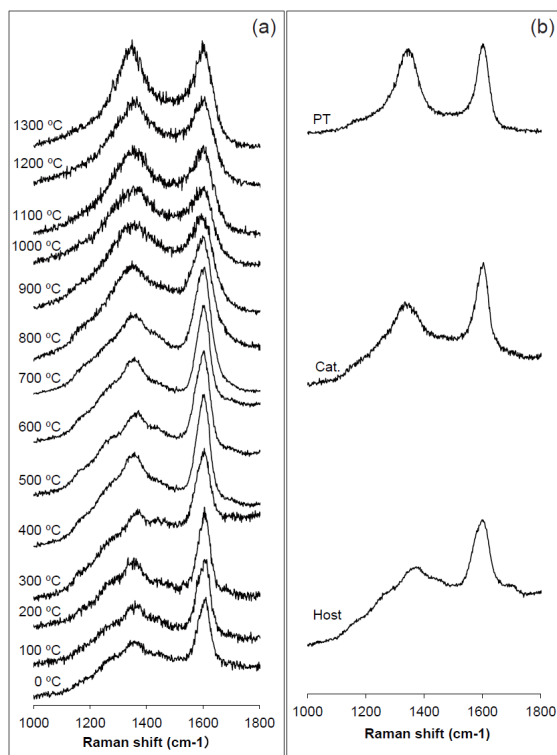 (a)
1300 ºC
1200 ºC
1100 ºC
1000 ºC
900 ºC
800 ºC
700 ºC
600 ºC
500 ºC
400 ºC
300 ºC
200 ºC
100 ºC
0 ºC
1000 1200 1400 1600 1800
Raman shift (cm-1)
(b)
PT
Cat.
Host
1000 1200 1400 1600 1800
Raman shift (cm-1)